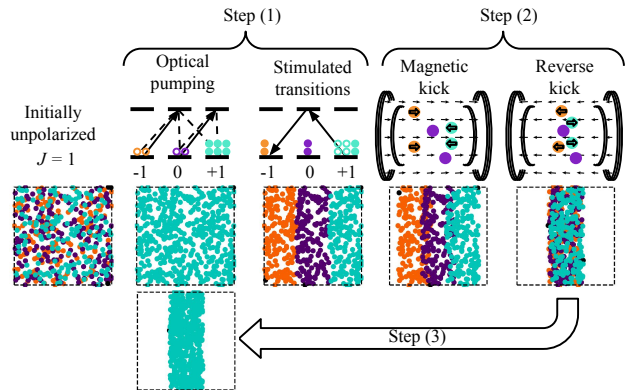 Step (1)
Step (2)
Initially
unpolarized
J = 1
Optical
pumping
Stimulated
transitions
Magnetic
kick
Reverse
kick
-1 0 +1
-1 0 +1
Step (3)